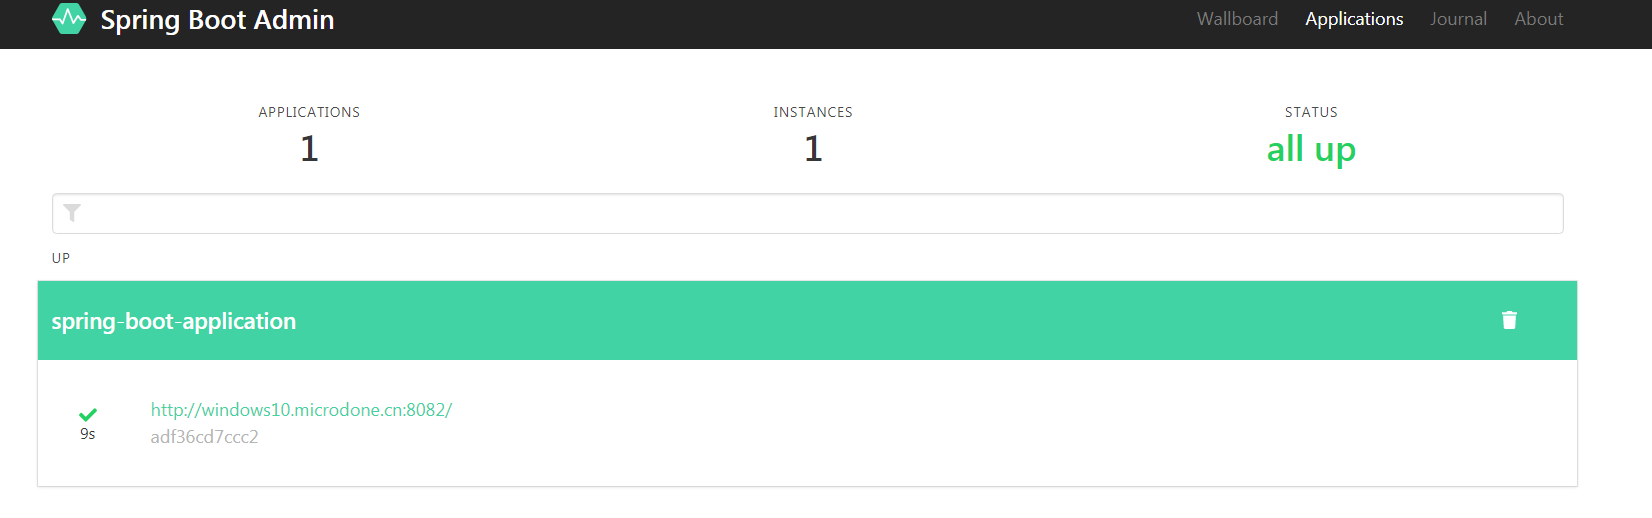 Spring Boot Admin
Wallboard Applications Journal About
APPLICATIONS INSTANCES STATUS
1 1 all up
UP
spring-boot-application
http://windows10.microdone.cn:8082/
9s adf36cd7ccc2